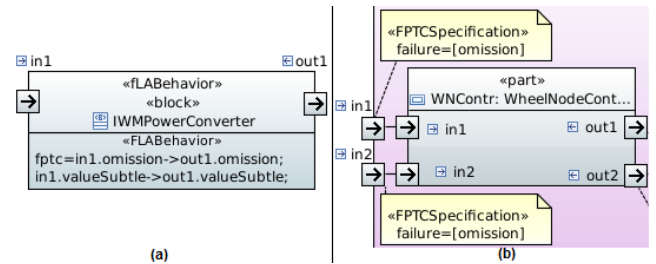 in1
out1
«fLABehavior»
«block»
IWMPowerConverter
«FLABehavior»
fptc=in1.omission->out1.omission;
in1.valueSubtle->out1.valueSubtle;
(a)
«FPTCSpecification»
failure=[omission]
«part»
WNContr: WheelNodeCont...
in1
in1
out1
in2
in2
out2
«FPTCSpecification»
failure=[omission]
(b)